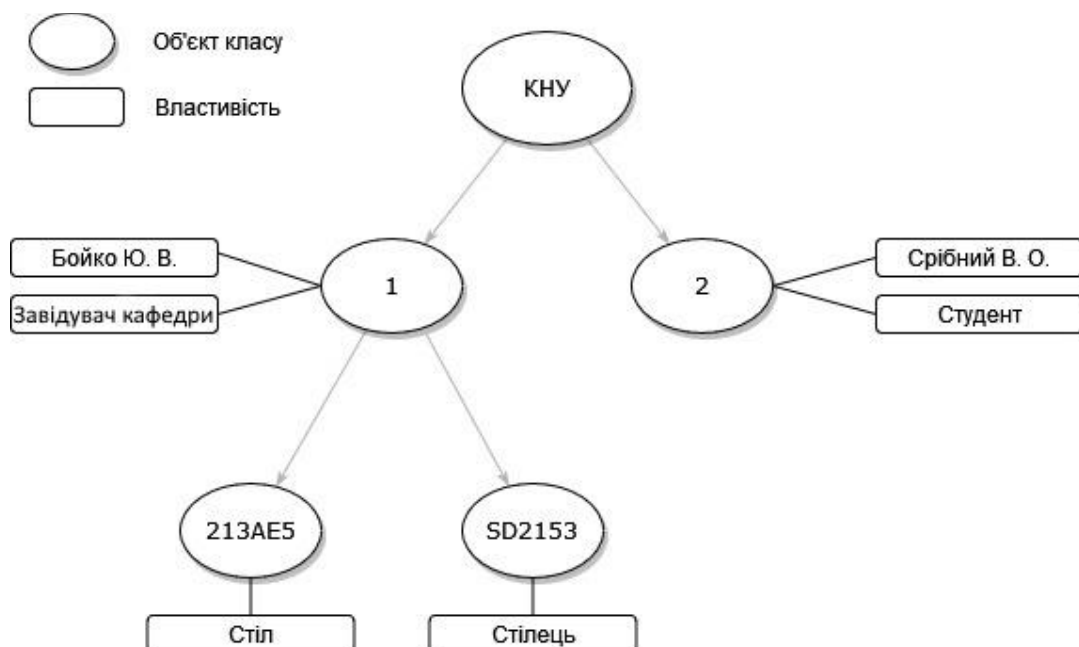 Об'єкт класу
Властивість
КНУ
Бойко Ю. В.
Завідувач кафедри
1
2
Срібний В. О.
Студент
213AE5
SD2153
Стіл
Стілець